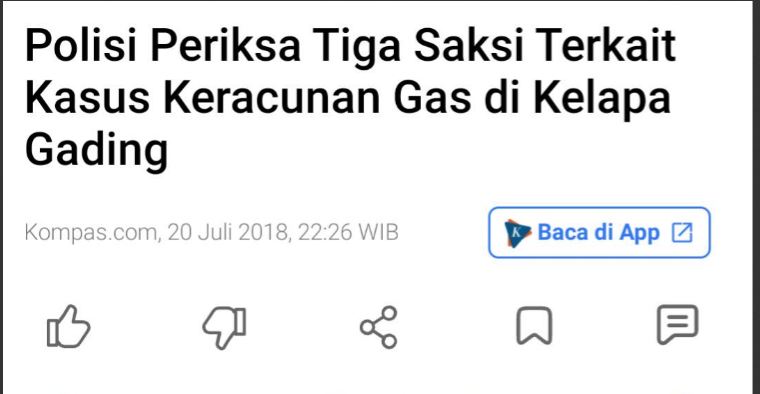 Polisi Periksa Tiga Saksi Terkait
Kasus Keracunan Gas di Kelapa
Gading
Kompas.com, 20 Juli 2018, 22:26 WIB
K Baca di App